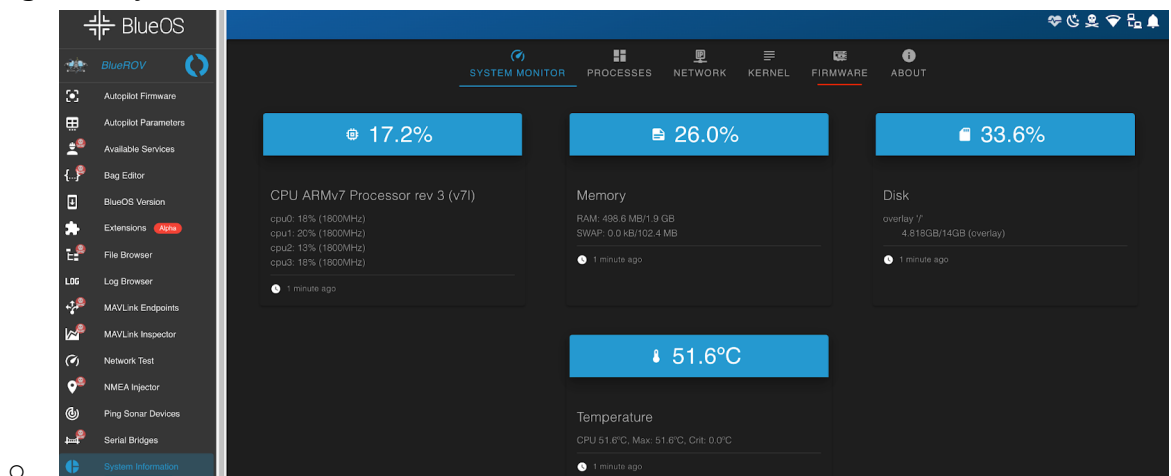 BlueOS
BlueROV
Autopilot Firmware
Autopilot Parameters
Available Services
Bag Editor
BlueOS Version
Extensions Alpha
File Browser
LOG Log Browser
MAVLink Endpoints
MAVLink Inspector
Network Test
NMEA Injector
Ping Sonar Devices
Serial Bridges
System Information
SYSTEM MONITOR PROCESSES NETWORK KERNEL FIRMWARE ABOUT
17.2%
CPU ARMv7 Processor rev 3 (v7l)
cpu0: 18% (1800MHz)
cpu1: 20% (1800MHz)
cpu2: 13% (1800MHz)
cpu3: 18% (1800MHz)
1 minute ago
26.0%
Memory
RAM: 498.6 MB/1.9 GB
SWAP: 0.0 kB/102.4 MB
1 minute ago
33.6%
Disk
overlay '/'
4.818GB/14GB (overlay)
1 minute ago
51.6°C
Temperature
CPU 51.6°C, Max: 51.6°C, Crit: 0.0°C
1 minute ago